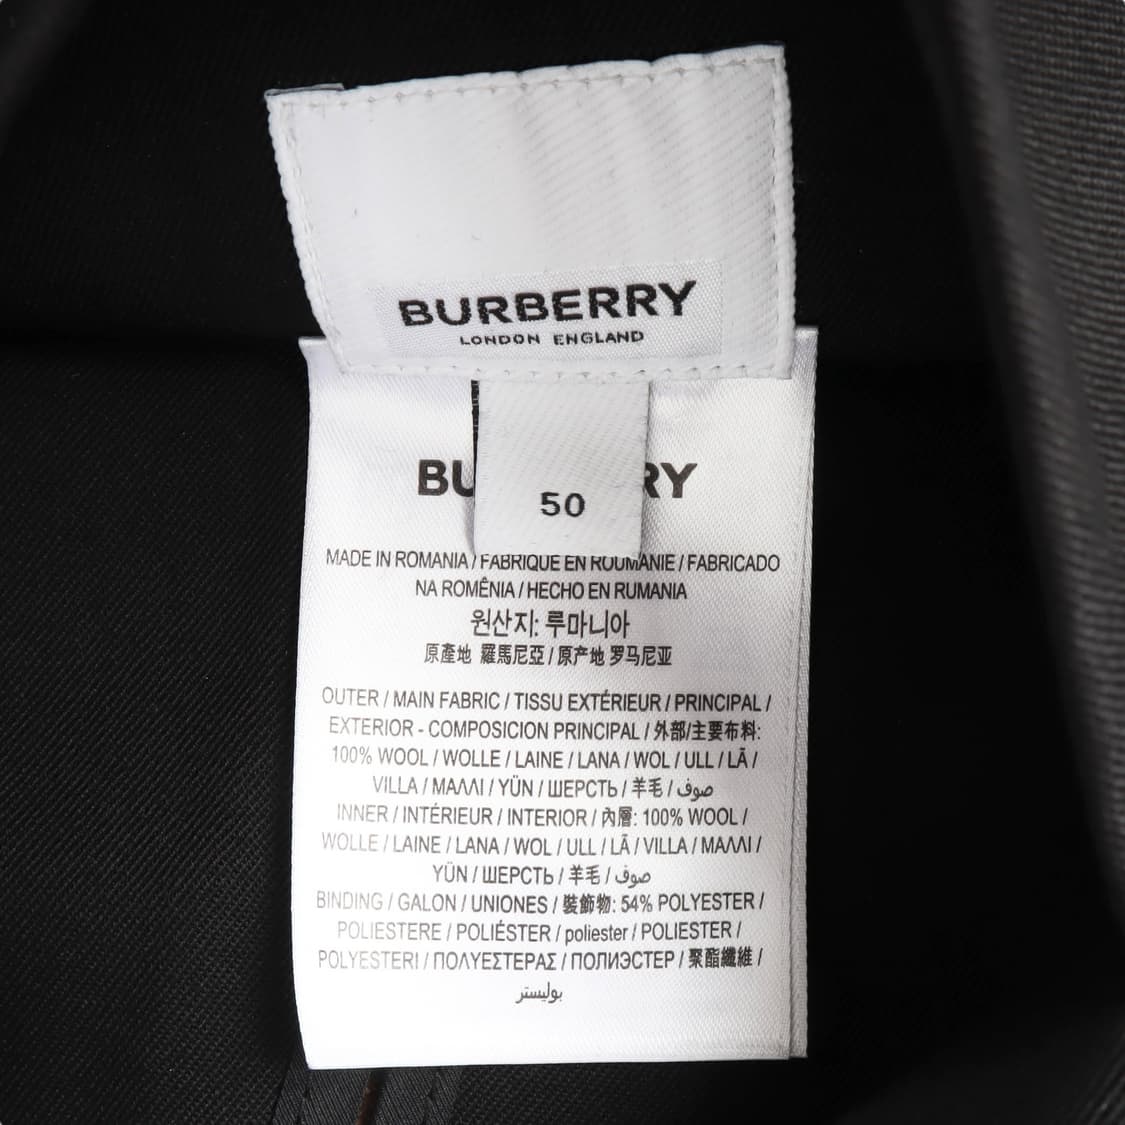 BURBERRY
LONDON ENGLAND
50
MADE IN ROMANIA / FABRIQUE EN ROUMANIE / FABRICADO
NA ROMÊNIA / HECHO EN RUMANIA
원산지: 루마니아
原產地 羅馬尼亞 / 原产地 罗马尼亚
OUTER / MAIN FABRIC / TISSU EXTÉRIEUR / PRINCIPAL /
EXTERIOR - COMPOSICION PRINCIPAL / 外部/主要布料:
100% WOOL / WOLLE / LAINE / LANA / WOL / ULL / LÃ /
VILLA / ΜΑΛΛΙ / YÜN / ШЕРСТЬ / 羊毛 / صوف
INNER / INTÉRIEUR / INTERIOR / 內層: 100% WOOL /
WOLLE / LAINE / LANA / WOL / ULL / LÃ / VILLA / ΜΑΛΛΙ /
YÜN / ШЕРСТЬ / 羊毛 / صوف
BINDING / GALON / UNIONES / 裝飾物: 54% POLYESTER /
POLIESTERE / POLIÉSTER / poliester / POLIESTER /
POLYESTERI / ΠΟΛΥΕΣΤΕΡΑΣ / ПОЛИЭСТЕР / 聚酯纖維 /
بوليستر